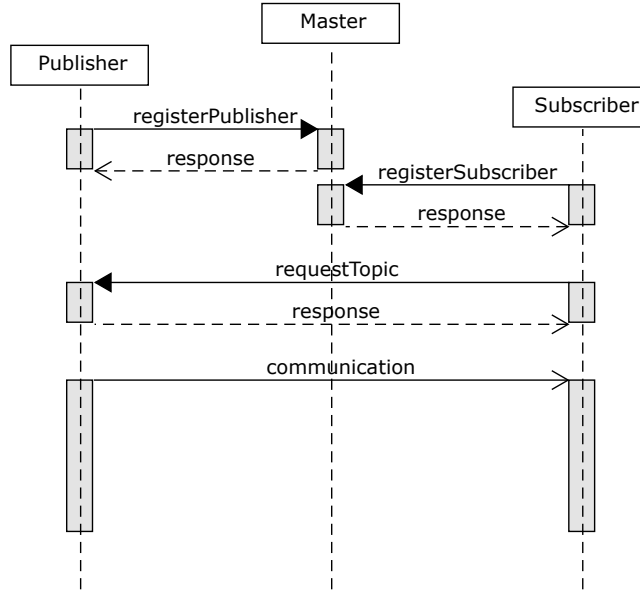 Master
Publisher
Subscriber
registerPublisher
response
registerSubscriber
response
requestTopic
response
communication